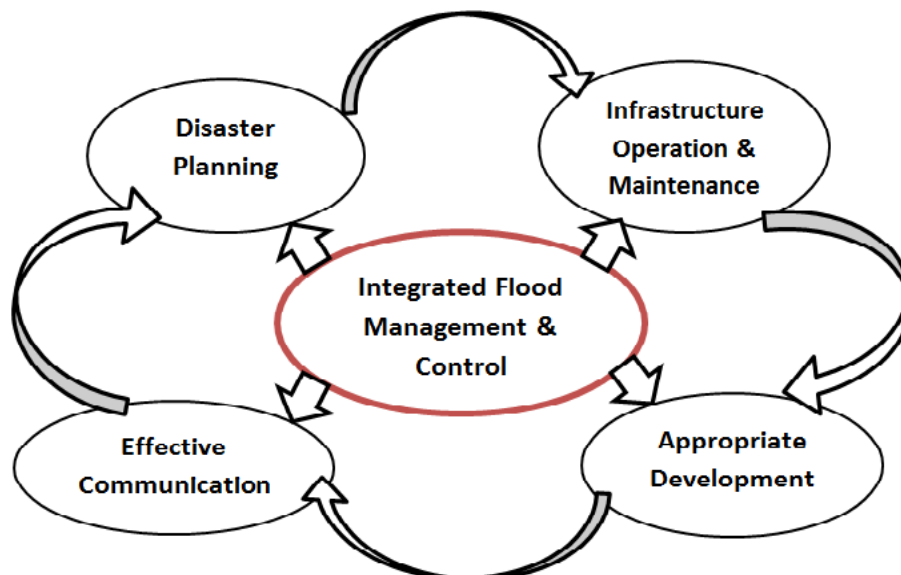 Disaster
Planning
Infrastructure
Operation &
Maintenance
Integrated Flood
Management &
Control
Effective
Communication
Appropriate
Development